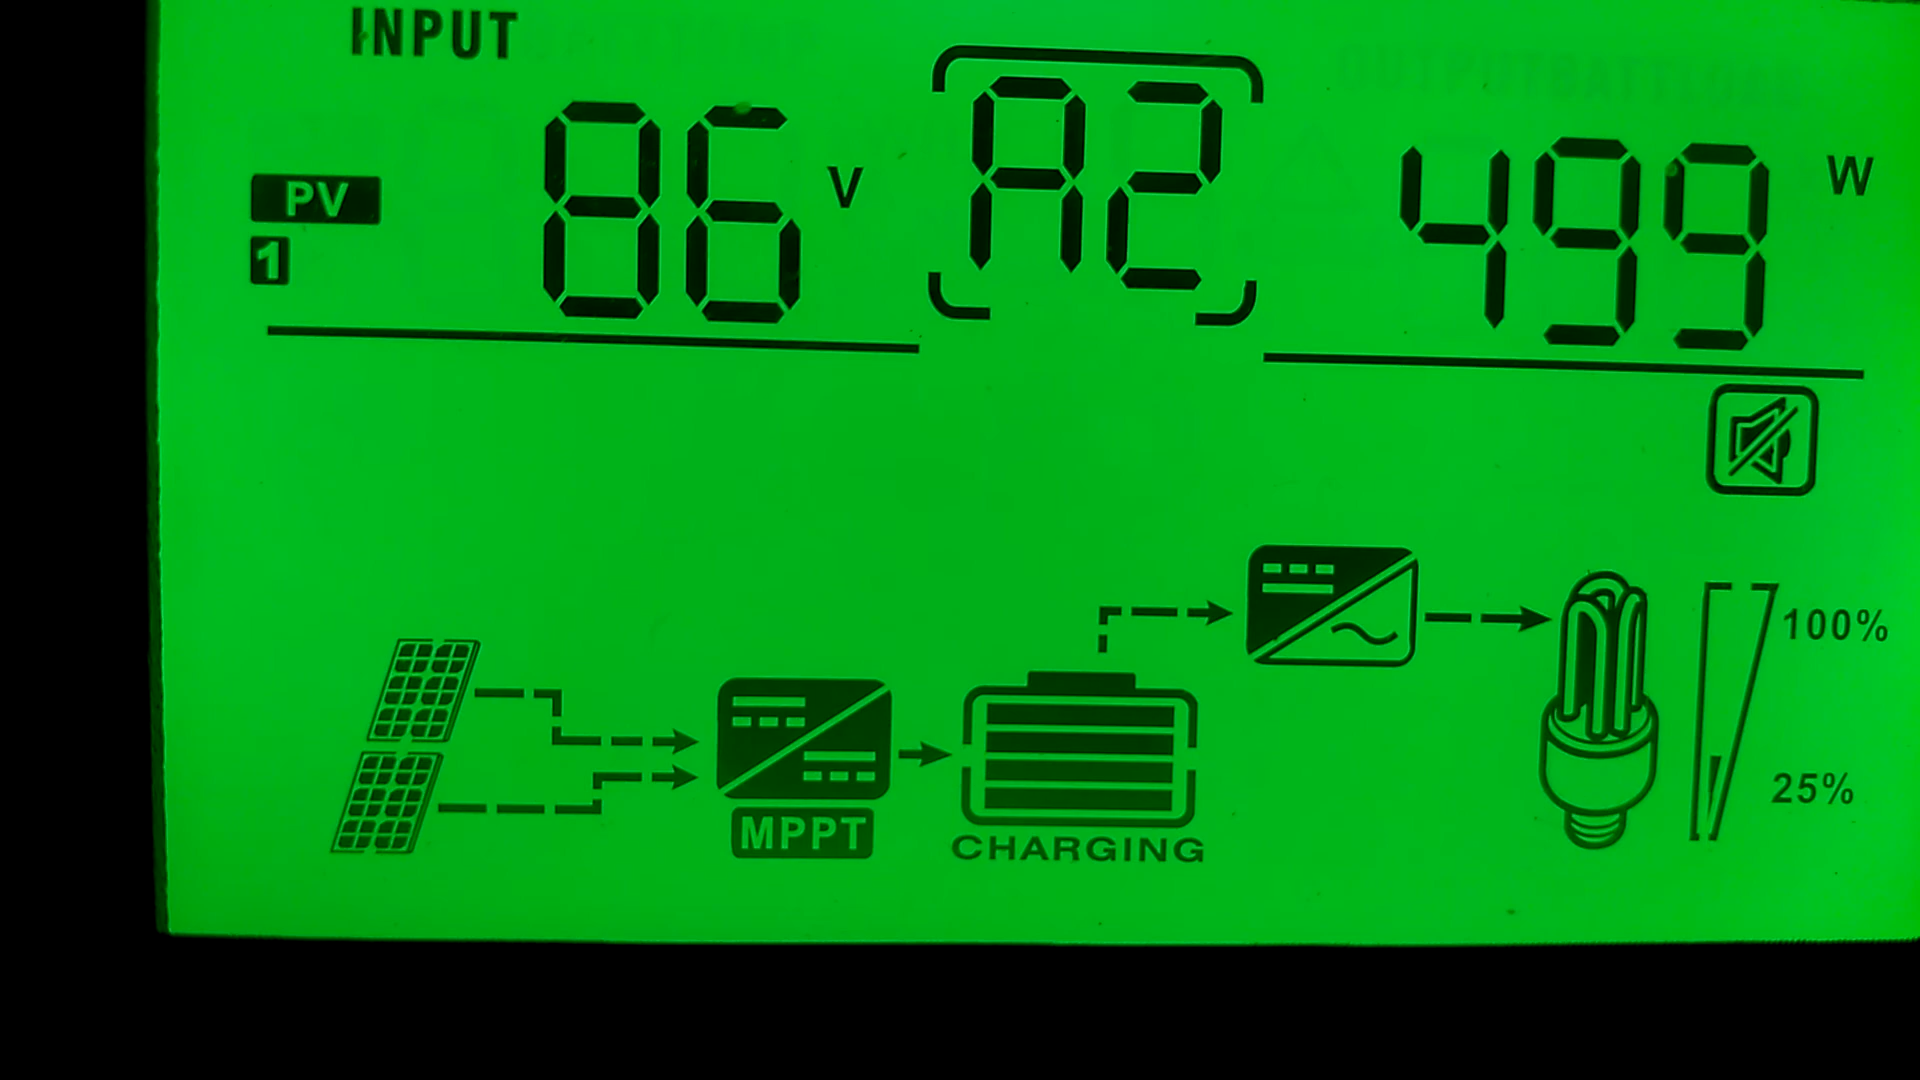 INPUT
PV
1
86 V
A2
499 W
100%
25%
MPPT
CHARGING